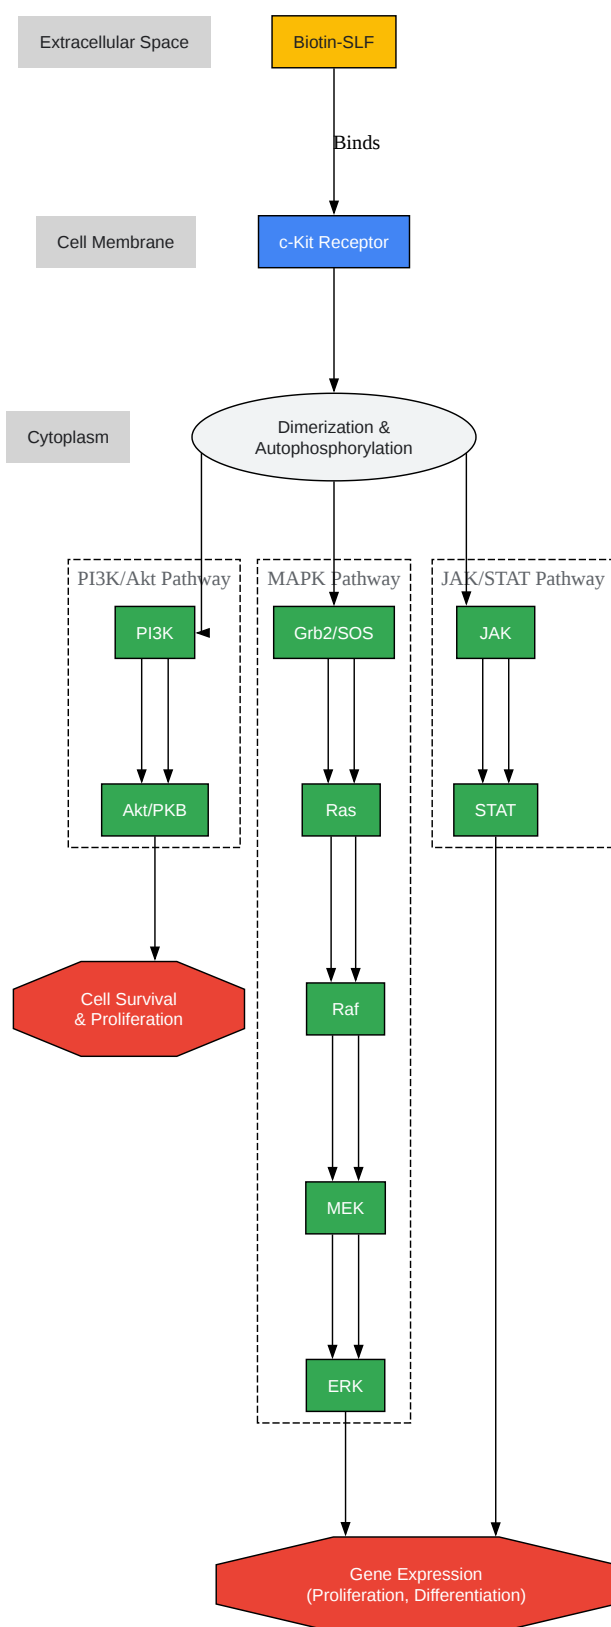 Extracellular Space
Biotin-SLF
Binds
Cell Membrane
c-Kit Receptor
Cytoplasm
Dimerization &
Autophosphorylation
PI3K/Akt Pathway
MAPK Pathway
JAK/STAT Pathway
PI3K
Grb2/SOS
JAK
Akt/PKB
Ras
STAT
Cell Survival
& Proliferation
Raf
MEK
ERK
Gene Expression
(Proliferation, Differentiation)